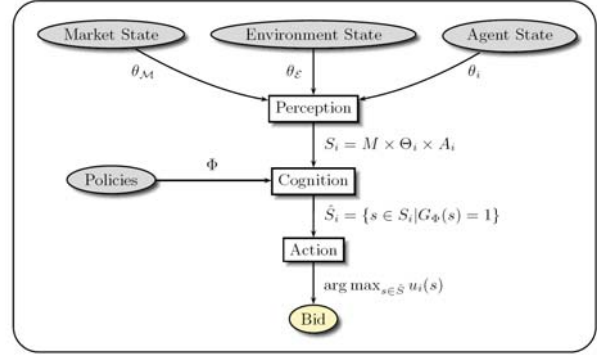 Market State Environment State Agent State
θ_M θ_ℰ θ_i
Perception
S_i = M × Θ_i × A_i
Policies Φ Cognition
Ŝ_i = {s ∈ S_i|G_Φ(s) = 1}
Action
arg max_{s∈Ŝ} u_i(s)
Bid